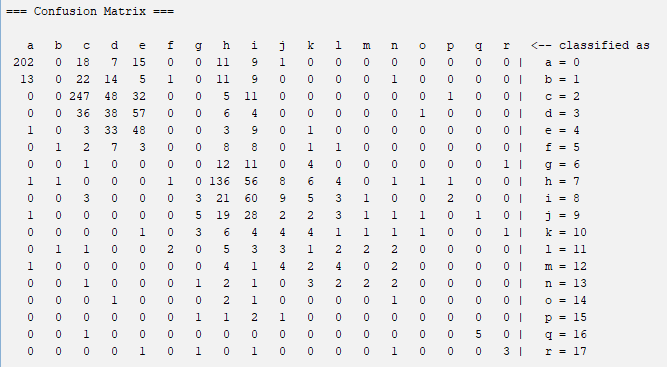 === Confusion Matrix ===
a b c d e f g h i j k l m n o p q r <-- classified as
202 0 18 7 15 0 0 11 9 1 0 0 0 0 0 0 0 0 | a = 0
13 0 22 14 5 1 0 11 9 0 0 0 0 1 0 0 0 0 | b = 1
0 0 247 48 32 0 0 5 11 0 0 0 0 0 0 1 0 0 | c = 2
0 0 36 38 57 0 0 6 4 0 0 0 0 0 1 0 0 0 | d = 3
1 0 3 33 48 0 0 3 9 0 1 0 0 0 0 0 0 0 | e = 4
0 1 2 7 3 0 0 8 8 0 1 1 0 0 0 0 0 0 | f = 5
0 0 1 0 0 0 0 12 11 0 4 0 0 0 0 0 0 1 | g = 6
1 1 0 0 0 1 0 136 56 8 6 4 0 1 1 1 0 0 | h = 7
0 0 3 0 0 0 3 21 60 9 5 3 1 0 0 2 0 0 | i = 8
1 0 0 0 0 0 5 19 28 2 2 3 1 1 1 0 1 0 | j = 9
0 0 0 0 1 0 3 6 4 4 4 1 1 1 1 0 0 1 | k = 10
0 1 1 0 0 2 0 5 3 3 1 2 2 2 0 0 0 0 | l = 11
1 0 0 0 0 0 0 4 1 4 2 4 0 2 0 0 0 0 | m = 12
0 0 1 0 0 0 1 2 1 0 3 2 2 2 0 0 0 0 | n = 13
0 0 0 1 0 0 0 2 1 0 0 0 0 1 0 0 0 0 | o = 14
0 0 0 0 0 0 1 1 2 1 0 0 0 0 0 0 0 0 | p = 15
0 0 1 0 0 0 0 0 0 0 0 0 0 0 0 0 5 0 | q = 16
0 0 0 0 1 0 1 0 1 0 0 0 0 1 0 0 0 3 | r = 17